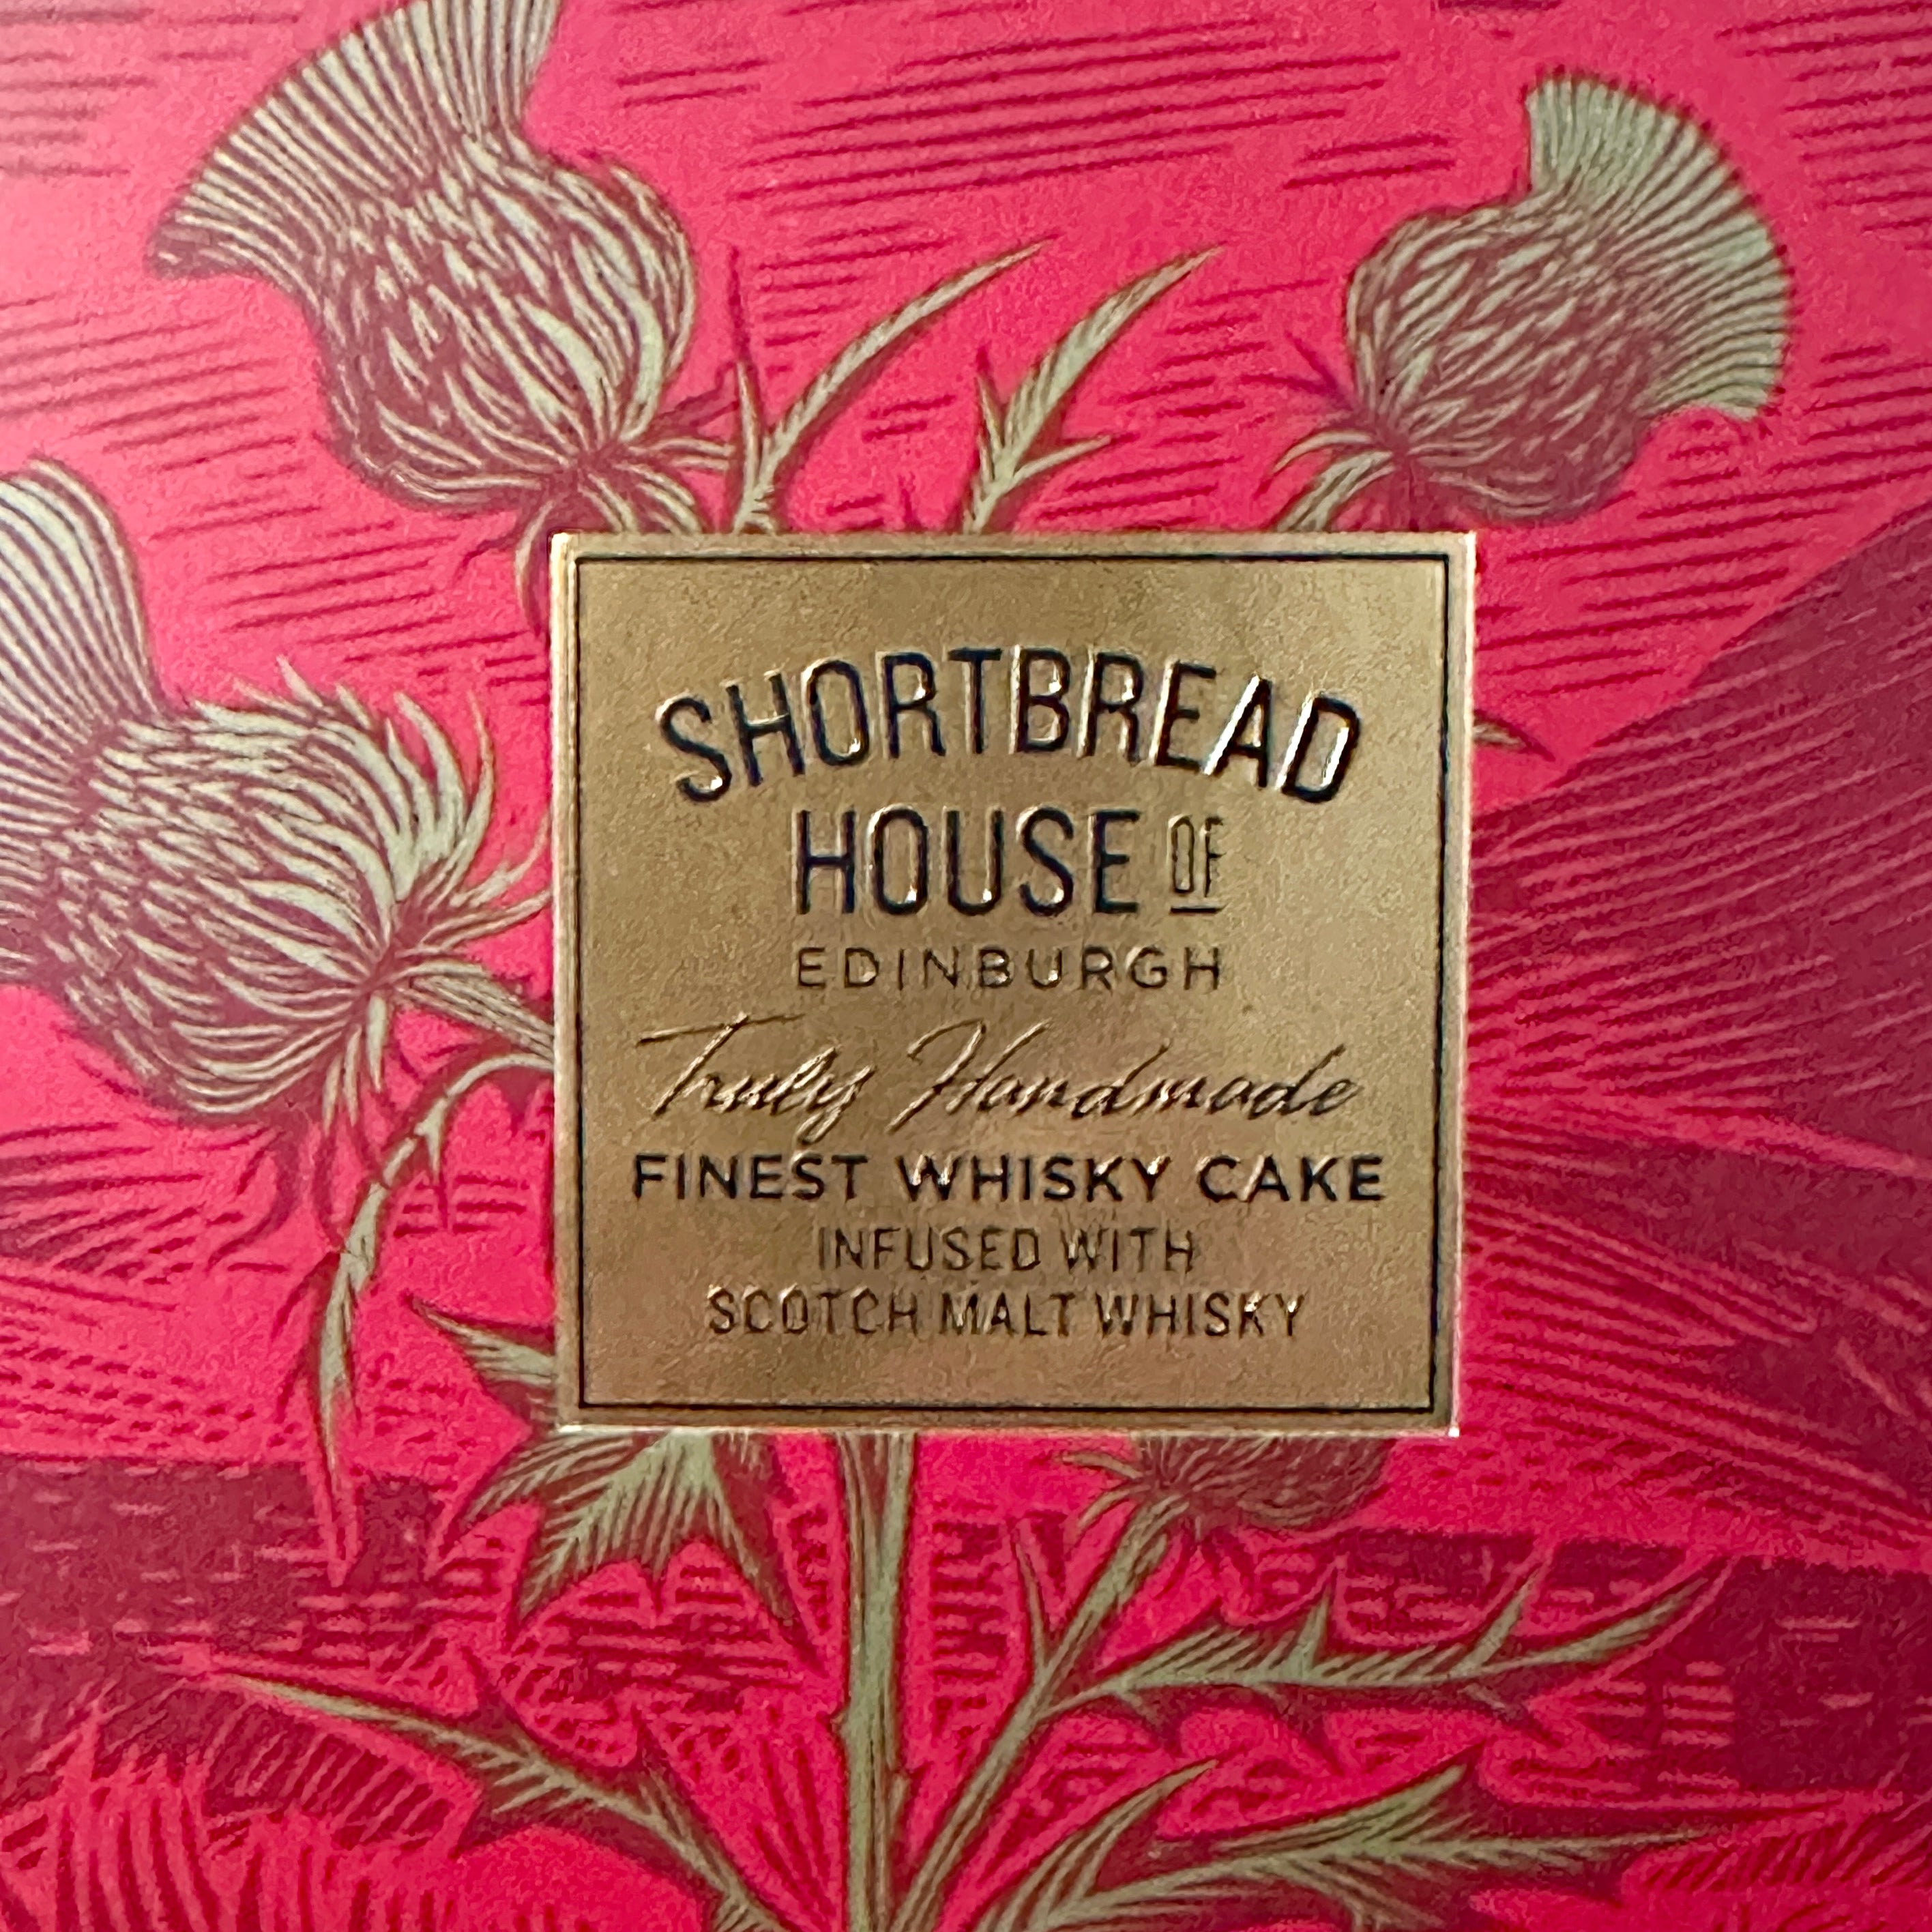 SHORTBREAD
HOUSE OF
EDINBURGH
Truly Handmade
FINEST WHISKY CAKE
INFUSED WITH
SCOTCH MALT WHISKY